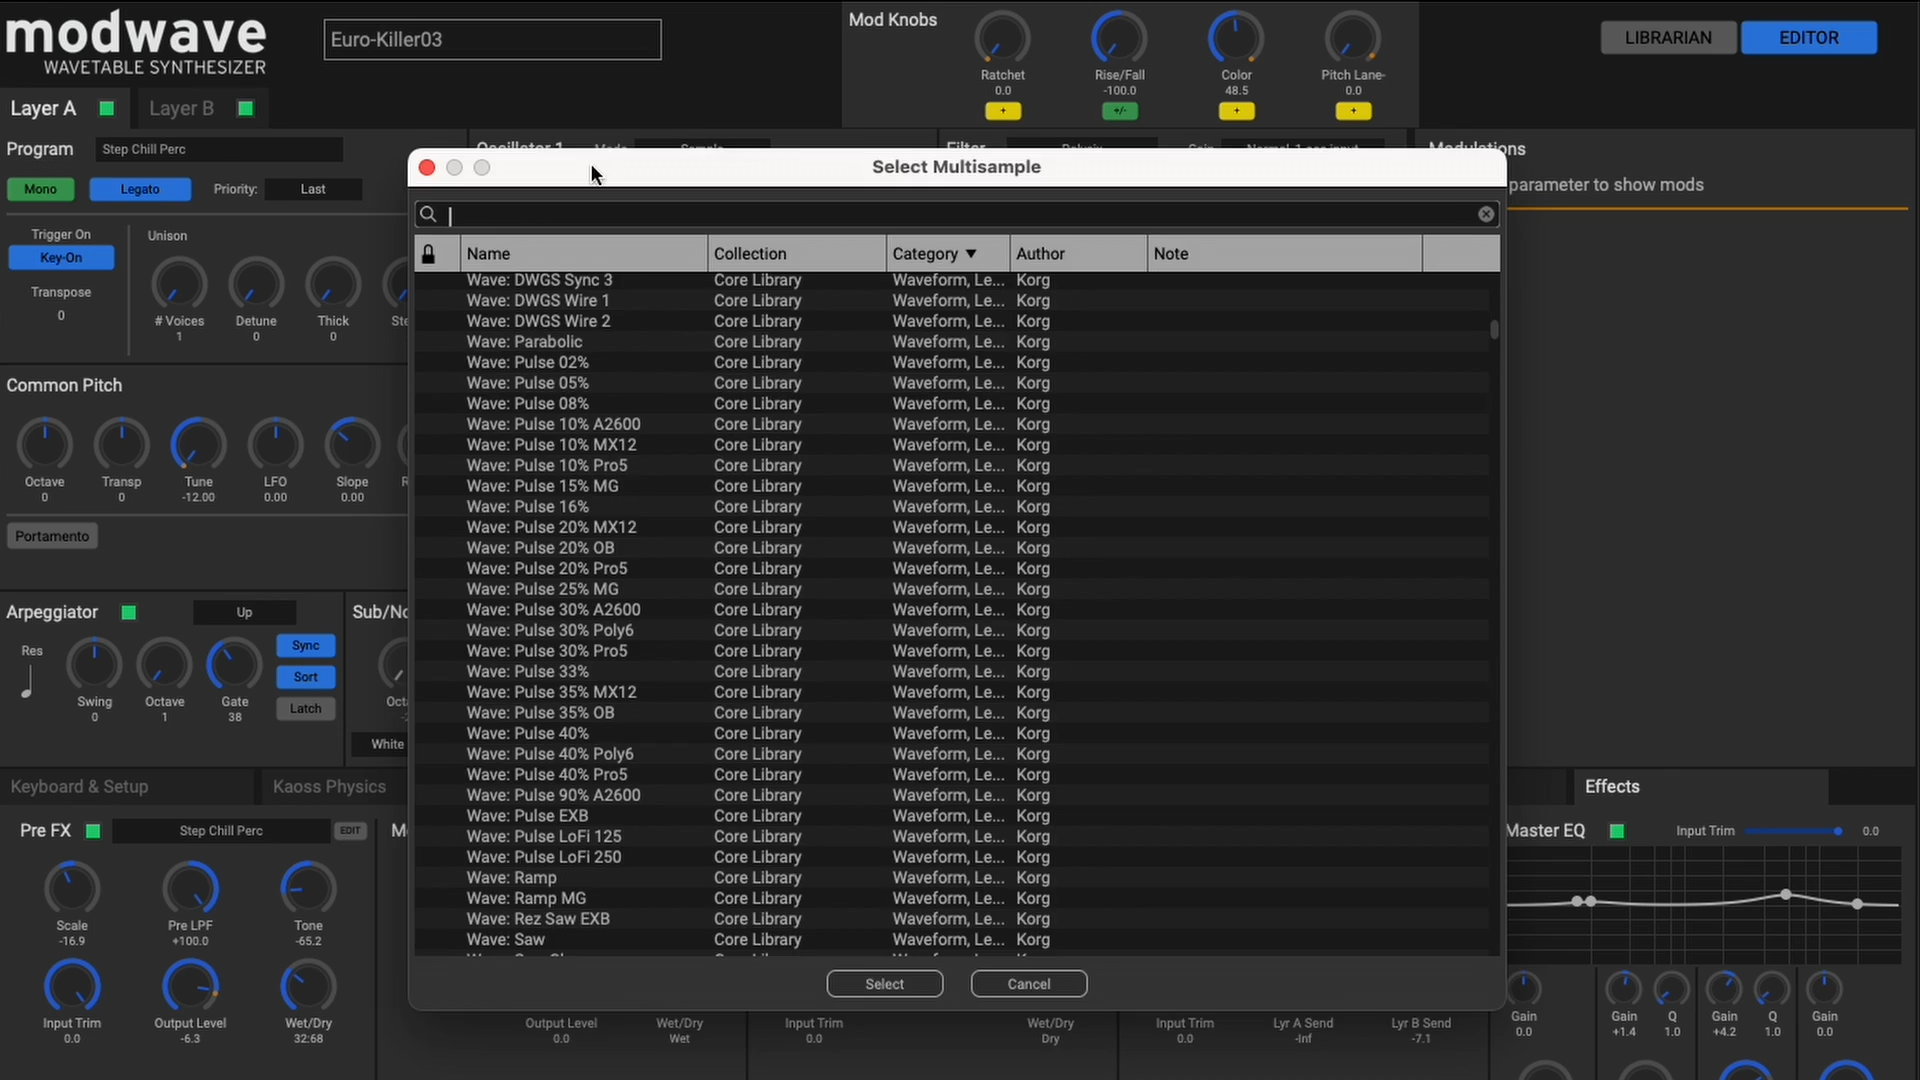 modwave
WAVETABLE SYNTHESIZER
Euro-Killer03
Mod Knobs
Ratchet
0.0
+
Rise/Fall
-100.0
+/-
Color
48.5
+
Pitch Lane-
0.0
+
LIBRARIAN
EDITOR
Layer A
Layer B
Program
Step Chill Perc
Mono
Legato
Priority:
Last
Trigger On
Key-On
Transpose
0
Unison
# Voices
1
Detune
0
Thick
0
Common Pitch
Octave
0
Transp
0
Tune
-12.00
LFO
0.00
Slope
0.00
Portamento
Arpeggiator
Up
Res
Swing
0
Octave
1
Gate
38
Sync
Sort
Latch
White
Keyboard & Setup
Kaoss Physics
Pre FX
Step Chill Perc
EDIT
Scale
-16.9
Pre LPF
+100.0
Tone
-65.2
Input Trim
0.0
Output Level
-6.3
Wet/Dry
32:68
Select Multisample
Name Collection Category ▼ Author Note
Wave: DWGS Sync 3 Core Library Waveform, Le... Korg
Wave: DWGS Wire 1 Core Library Waveform, Le... Korg
Wave: DWGS Wire 2 Core Library Waveform, Le... Korg
Wave: Parabolic Core Library Waveform, Le... Korg
Wave: Pulse 02% Core Library Waveform, Le... Korg
Wave: Pulse 05% Core Library Waveform, Le... Korg
Wave: Pulse 08% Core Library Waveform, Le... Korg
Wave: Pulse 10% A2600 Core Library Waveform, Le... Korg
Wave: Pulse 10% MX12 Core Library Waveform, Le... Korg
Wave: Pulse 10% Pro5 Core Library Waveform, Le... Korg
Wave: Pulse 15% MG Core Library Waveform, Le... Korg
Wave: Pulse 16% Core Library Waveform, Le... Korg
Wave: Pulse 20% MX12 Core Library Waveform, Le... Korg
Wave: Pulse 20% OB Core Library Waveform, Le... Korg
Wave: Pulse 20% Pro5 Core Library Waveform, Le... Korg
Wave: Pulse 25% MG Core Library Waveform, Le... Korg
Wave: Pulse 30% A2600 Core Library Waveform, Le... Korg
Wave: Pulse 30% Poly6 Core Library Waveform, Le... Korg
Wave: Pulse 30% Pro5 Core Library Waveform, Le... Korg
Wave: Pulse 33% Core Library Waveform, Le... Korg
Wave: Pulse 35% MX12 Core Library Waveform, Le... Korg
Wave: Pulse 35% OB Core Library Waveform, Le... Korg
Wave: Pulse 40% Core Library Waveform, Le... Korg
Wave: Pulse 40% Poly6 Core Library Waveform, Le... Korg
Wave: Pulse 40% Pro5 Core Library Waveform, Le... Korg
Wave: Pulse 90% A2600 Core Library Waveform, Le... Korg
Wave: Pulse EXB Core Library Waveform, Le... Korg
Wave: Pulse LoFi 125 Core Library Waveform, Le... Korg
Wave: Pulse LoFi 250 Core Library Waveform, Le... Korg
Wave: Ramp Core Library Waveform, Le... Korg
Wave: Ramp MG Core Library Waveform, Le... Korg
Wave: Rez Saw EXB Core Library Waveform, Le... Korg
Wave: Saw Core Library Waveform, Le... Korg
Select
Cancel
Output Level
0.0
Wet/Dry
Wet
Input Trim
0.0
Wet/Dry
Dry
Input Trim
0.0
Lyr A Send
-Inf
Lyr B Send
-7.1
parameter to show mods
Effects
Master EQ
Input Trim
0.0
Gain
0.0
Gain
+1.4
Q
1.0
Gain
+4.2
Q
1.0
Gain
0.0